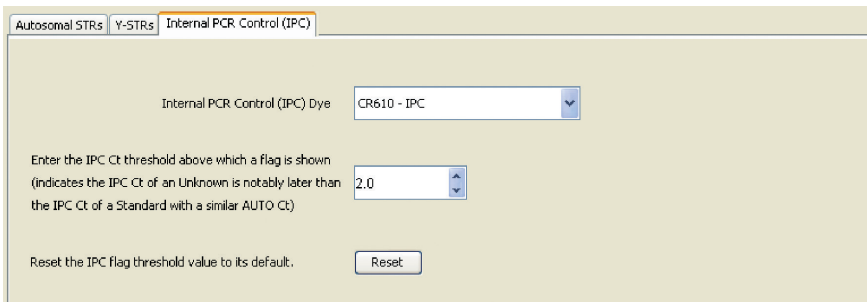 Autosomal STRs Y-STRs Internal PCR Control (IPC)
Internal PCR Control (IPC) Dye CR610 - IPC
Enter the IPC Ct threshold above which a flag is shown
(indicates the IPC Ct of an Unknown is notably later than 2.0
the IPC Ct of a Standard with a similar AUTO Ct)
Reset the IPC flag threshold value to its default. Reset